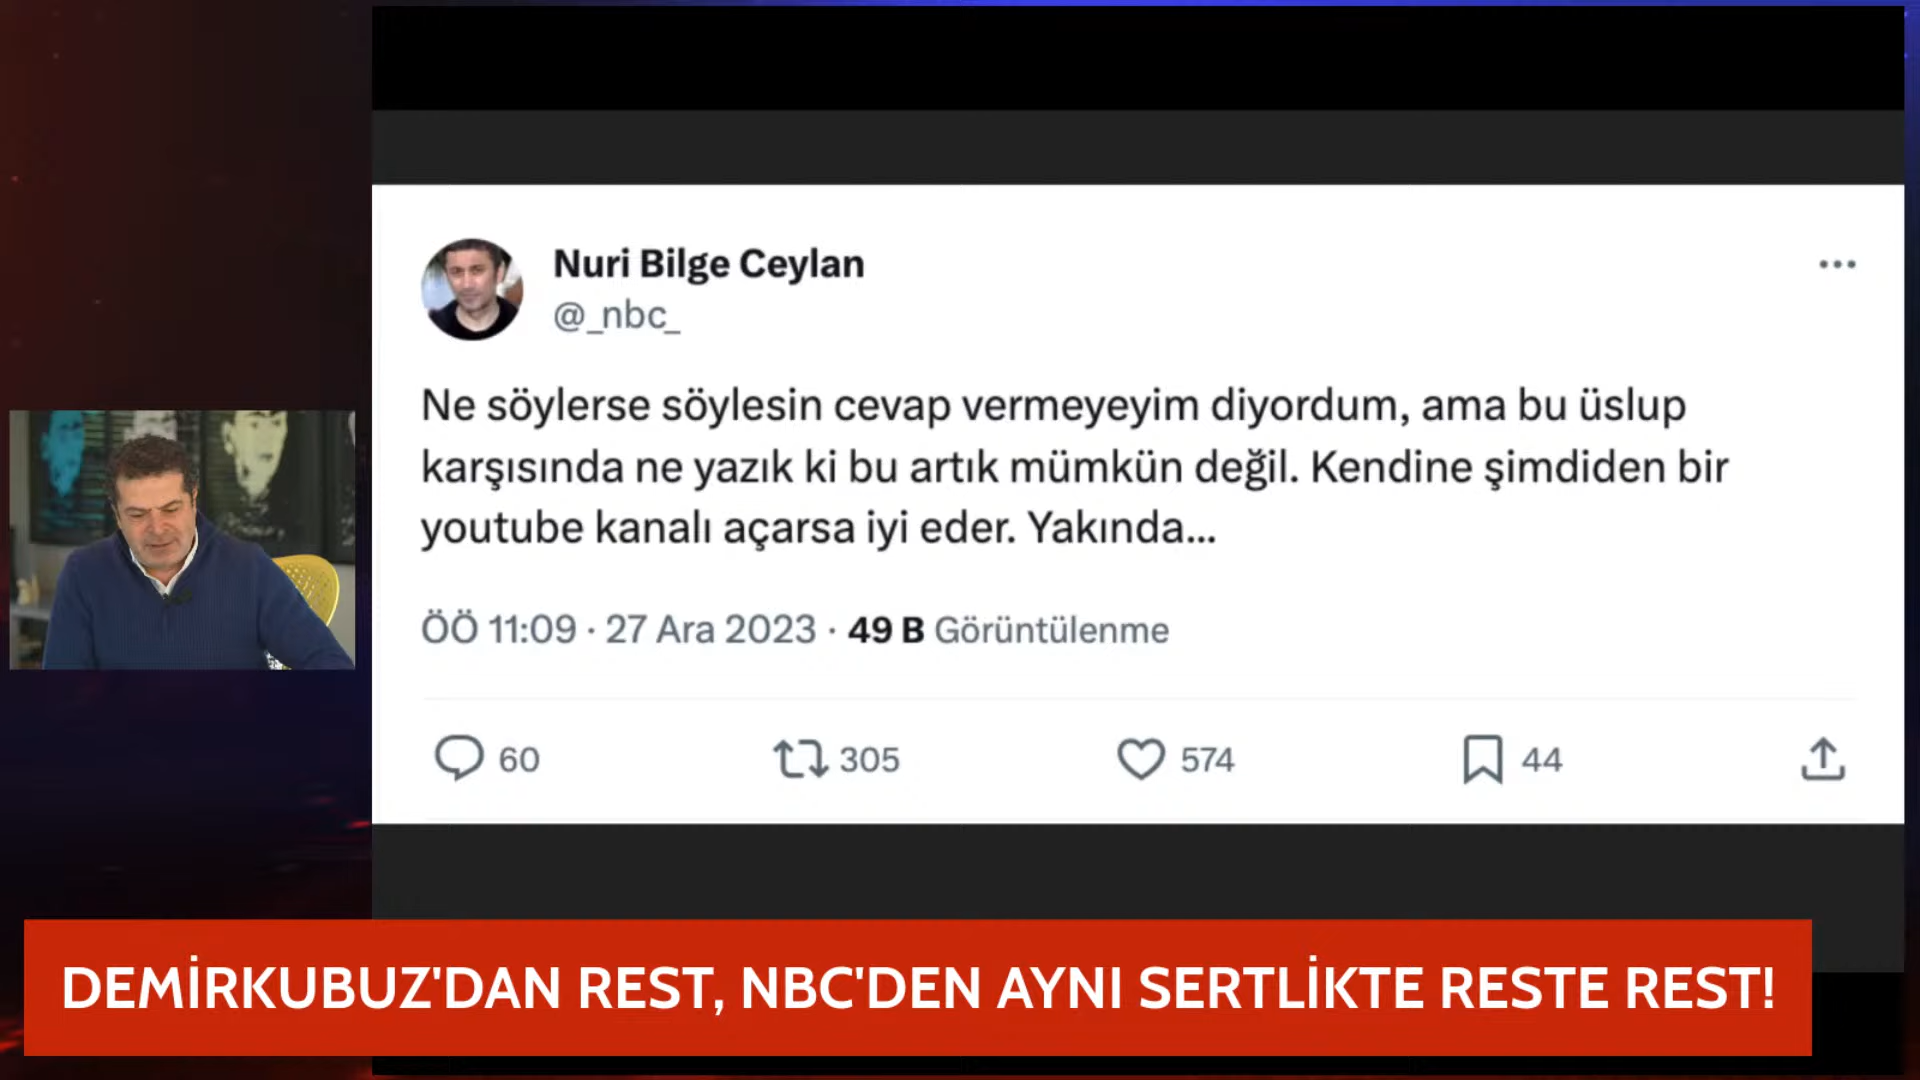 Nuri Bilge Ceylan
@_nbc_
Ne söylerse söylesin cevap vermeyeyim diyordum, ama bu üslup
karşısında ne yazık ki bu artık mümkün değil. Kendine şimdiden bir
youtube kanalı açarsa iyi eder. Yakında...
ÖÖ 11:09 · 27 Ara 2023 · 49 B Görüntülenme
60 305 574 44
DEMİRKUBUZ'DAN REST, NBC'DEN AYNI SERTLİKTE RESTE REST!